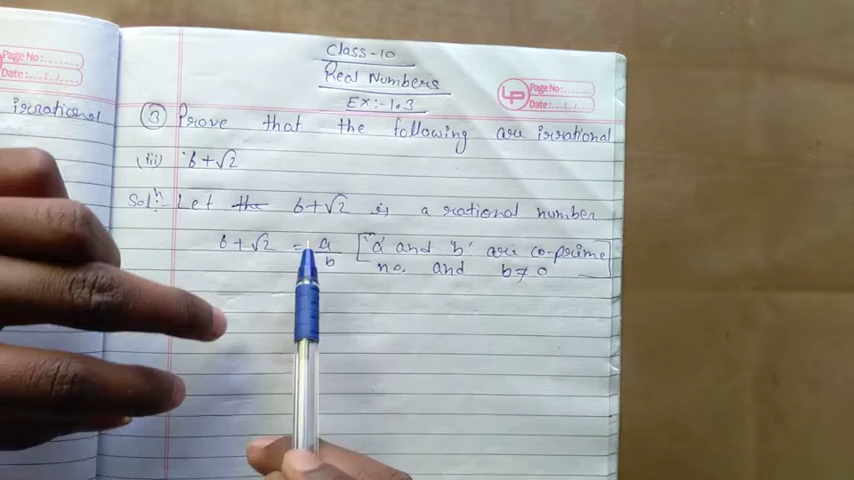 Page No:
Date:
irrational
Class-10
Real Numbers
Ex:-1.3
LP
Page No:
Date:
③ Prove that the following are irrational
(iii) 6+√2
Solⁿ:- Let the 6+√2 is a rational number
6+√2 = a/b ['a' and 'b' are co-prime
no. and b≠0]